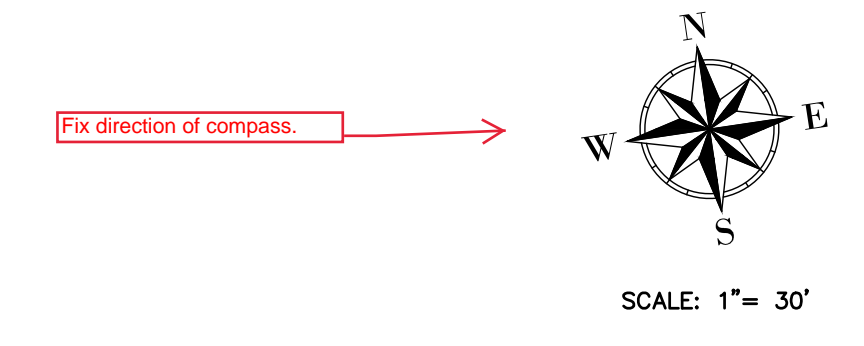 N
Fix direction of compass.
E
W
S
SCALE: 1"= 30'